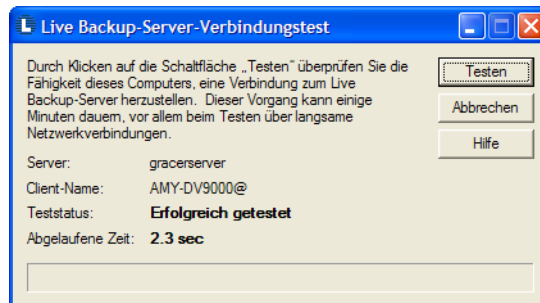 Live Backup-Server-Verbindungstest
Durch Klicken auf die Schaltfläche „Testen" überprüfen Sie die
Fähigkeit dieses Computers, eine Verbindung zum Live
Backup-Server herzustellen. Dieser Vorgang kann einige
Minuten dauern, vor allem beim Testen über langsame
Netzwerkverbindungen.
Testen
Abbrechen
Hilfe
Server: gracerserver
Client-Name: AMY-DV9000@
Teststatus: Erfolgreich getestet
Abgelaufene Zeit: 2.3 sec